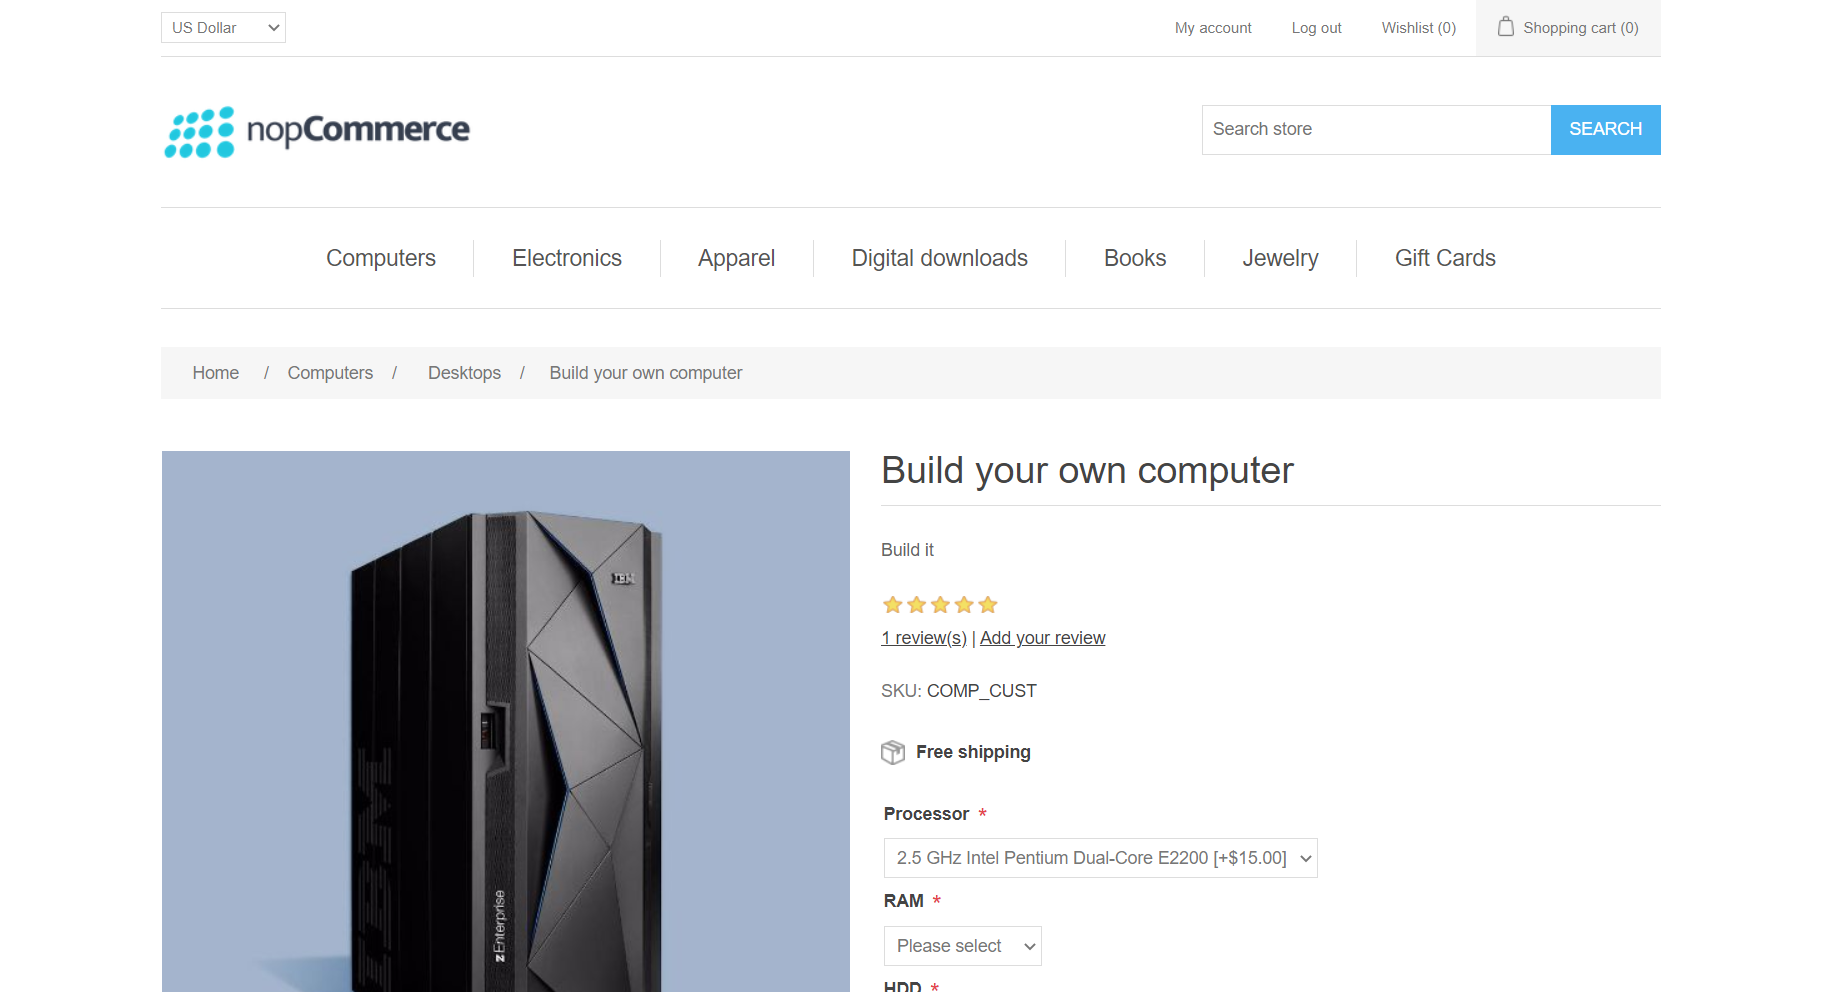 US Dollar
My account
Log out
Wishlist (0)
Shopping cart (0)
nopCommerce
Search store
SEARCH
Computers
Electronics
Apparel
Digital downloads
Books
Jewelry
Gift Cards
Home / Computers / Desktops / Build your own computer
IBM
IBM
zEnterprise
Build your own computer
Build it
1 review(s) | Add your review
SKU: COMP_CUST
Free shipping
Processor *
2.5 GHz Intel Pentium Dual-Core E2200 [+$15.00]
RAM *
Please select
HDD *